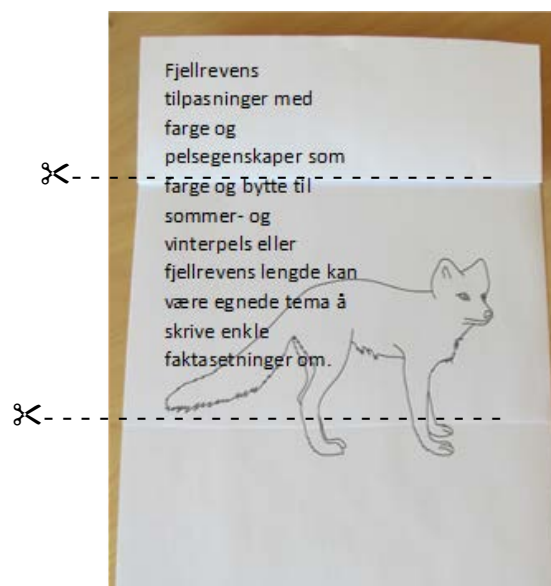 Fjellrevens
tilpasninger med
farge og
pelsegenskaper som
farge og bytte til
sommer- og
vinterpels eller
fjellrevens lengde kan
være egnede tema å
skrive enkle
faktasetninger om.